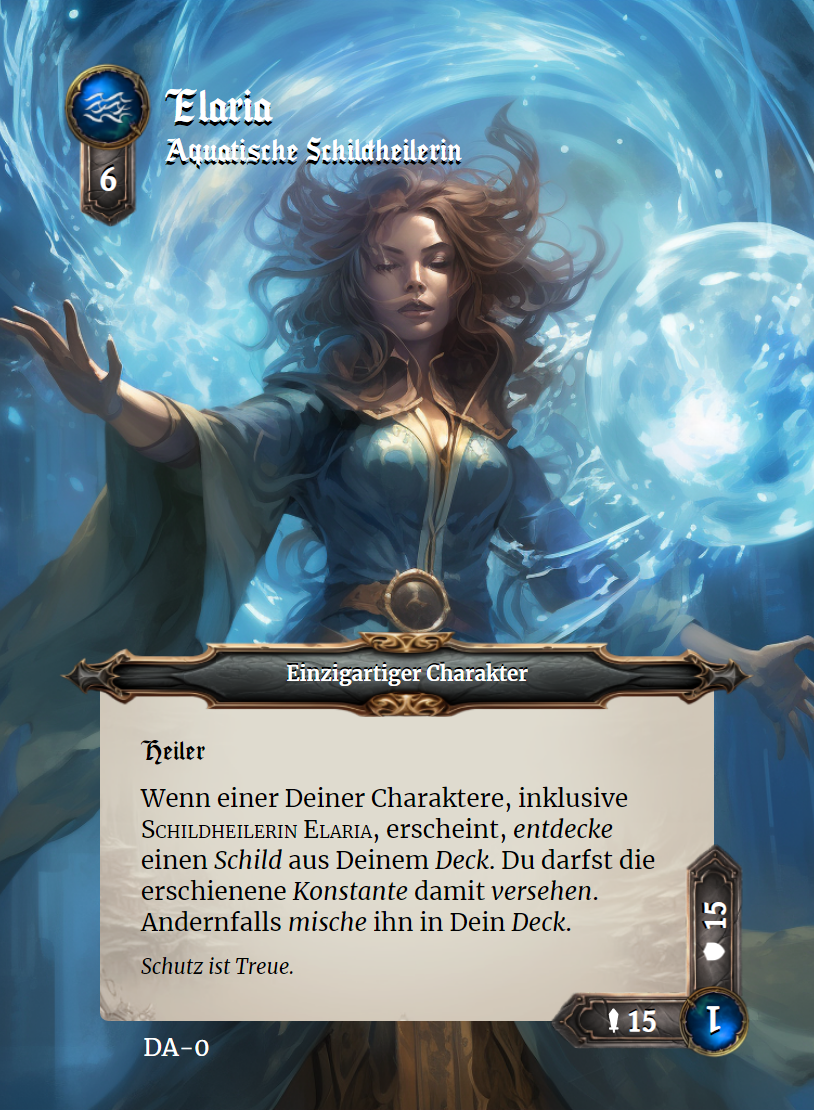 Elaria
Aquatische Schildheilerin
6
Einzigartiger Charakter
Heiler
Wenn einer Deiner Charaktere, inklusive
Schildheilerin Elaria, erscheint, entdecke
einen Schild aus Deinem Deck. Du darfst die
erschienene Konstante damit versehen.
Andernfalls mische ihn in Dein Deck.
Schutz ist Treue.
15
15
1
DA-0